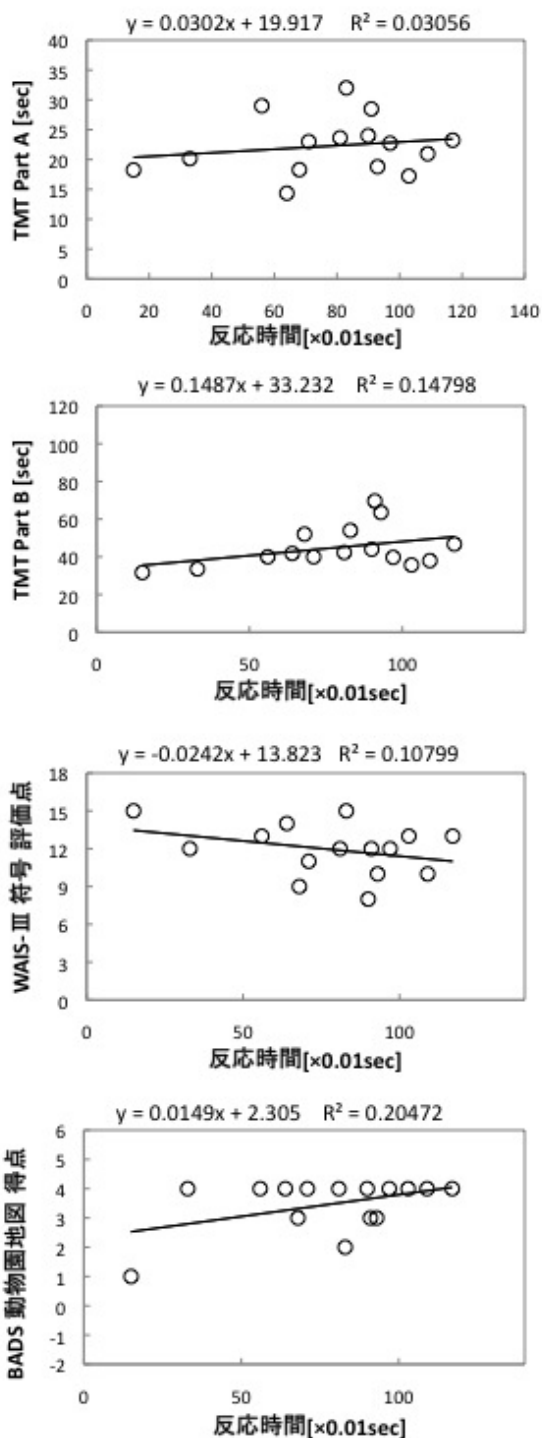 y = 0.0302x + 19.917 R² = 0.03056
TMT Part A [sec]
40
35
30
25
20
15
10
5
0
0 20 40 60 80 100 120 140
反応時間[×0.01sec]
y = 0.1487x + 33.232 R² = 0.14798
TMT Part B [sec]
120
100
80
60
40
20
0
0 50 100
反応時間[×0.01sec]
y = -0.0242x + 13.823 R² = 0.10799
WAIS-Ⅲ 符号 評価点
18
15
12
9
6
3
0
0 50 100
反応時間[×0.01sec]
y = 0.0149x + 2.305 R² = 0.20472
BADS 動物園地図 得点
6
5
4
3
2
1
0
-1
-2
0 50 100
反応時間[×0.01sec]